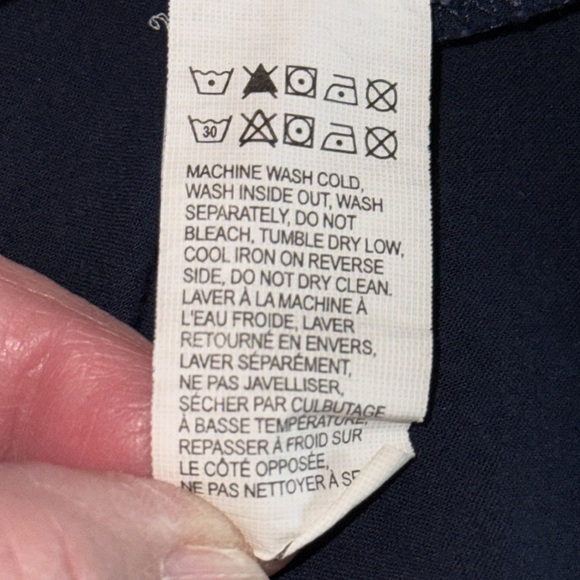 30
MACHINE WASH COLD,
WASH INSIDE OUT, WASH
SEPARATELY, DO NOT
BLEACH, TUMBLE DRY LOW,
COOL IRON ON REVERSE
SIDE, DO NOT DRY CLEAN.
LAVER À LA MACHINE À
L'EAU FROIDE, LAVER
RETOURNÉ EN ENVERS,
LAVER SÉPARÉMENT,
NE PAS JAVELLISER,
SÉCHER PAR CULBUTAGE
À BASSE TEMPÉRATURE,
REPASSER À FROID SUR
LE CÔTÉ OPPOSÉE,
NE PAS NETTOYER À